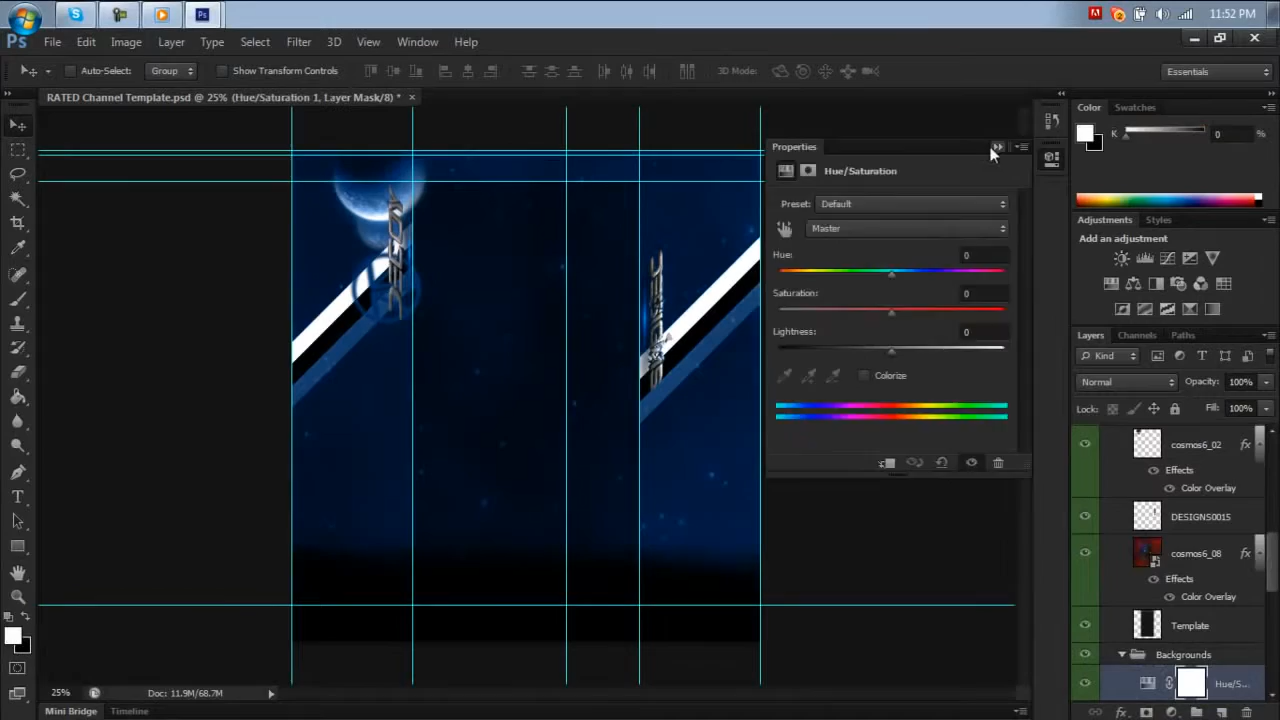 11:52 PM
Ps File Edit Image Layer Type Select Filter 3D View Window Help
Auto-Select: Group Show Transform Controls 3D Mode: Essentials
RATED Channel Template.psd @ 25% (Hue/Saturation 1, Layer Mask/8) *
Color Swatches
K 0 %
Properties
Hue/Saturation
Preset: Default
Master
Hue: 0
Saturation: 0
Lightness: 0
Colorize
Adjustments Styles
Add an adjustment
Layers Channels Paths
Kind
Normal Opacity: 100%
Lock: Fill: 100%
cosmos6_02 fx
Effects
Color Overlay
DESIGNS0015
cosmos6_08 fx
Effects
Color Overlay
Template
Backgrounds
Hue/S...
25% Doc: 11.9M/68.7M
Mini Bridge Timeline